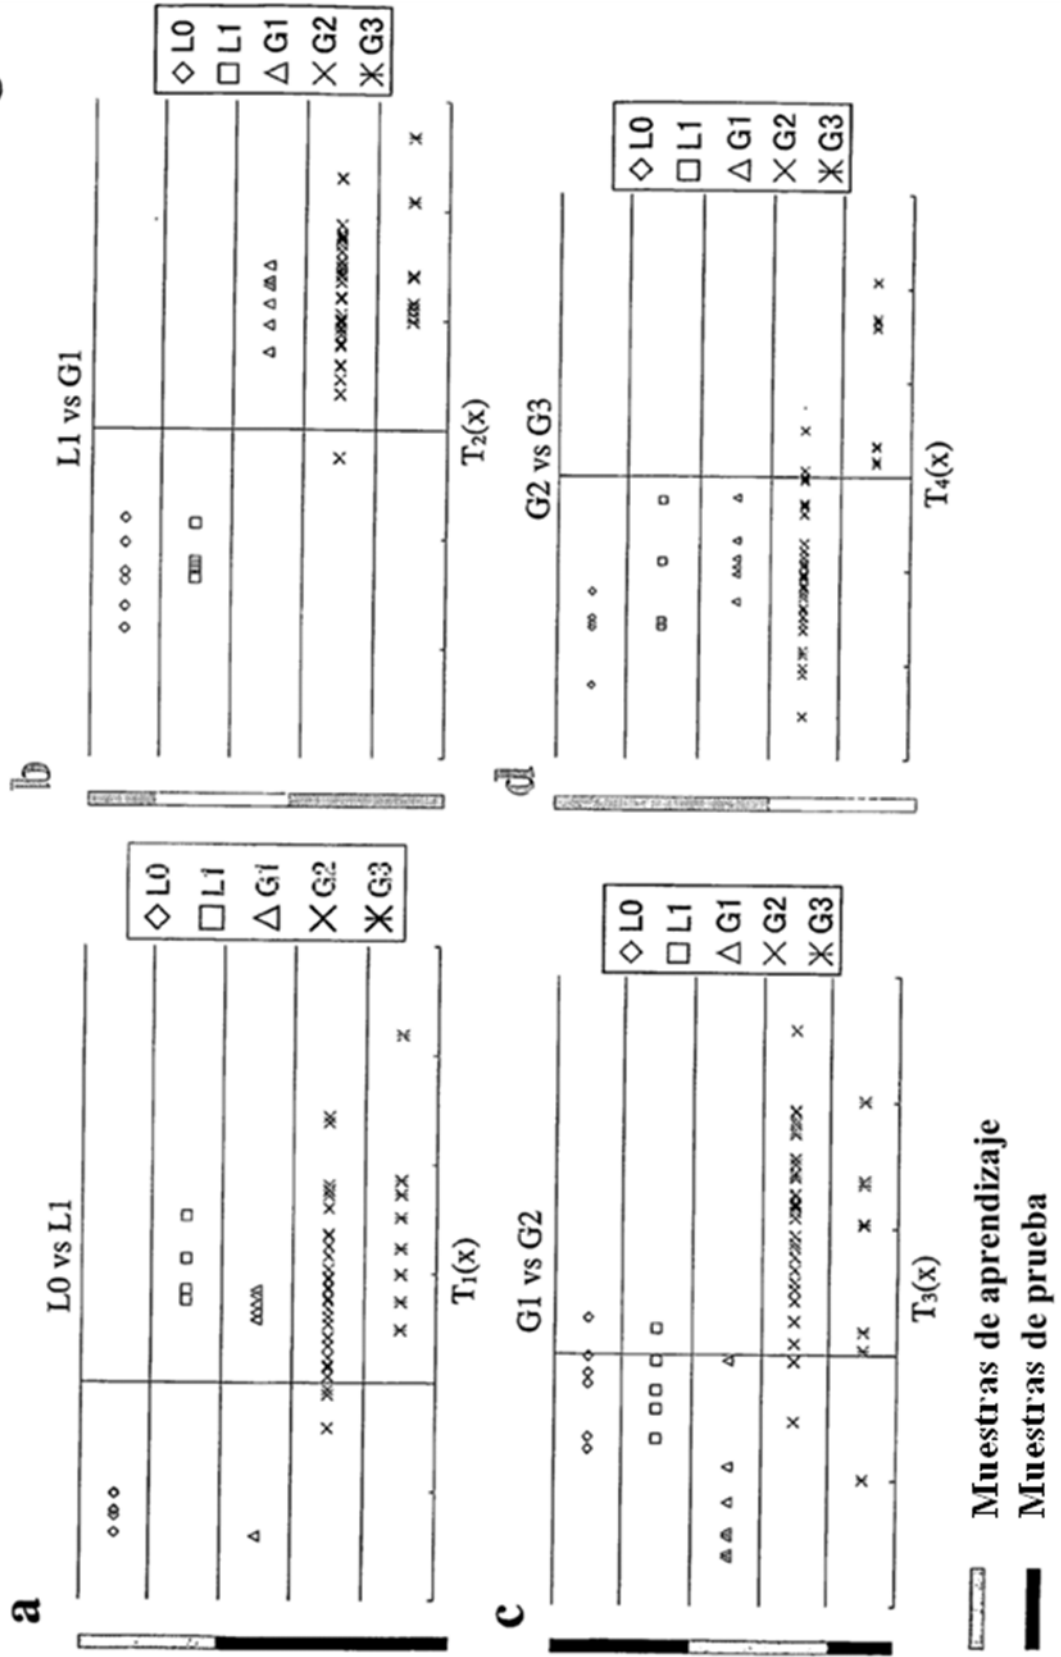 a
L0 vs L1
L0
L1
G1
G2
G3
T1(x)
b
L1 vs G1
L0
L1
G1
G2
G3
T2(x)
c
G1 vs G2
L0
L1
G1
G2
G3
T3(x)
d
G2 vs G3
L0
L1
G1
G2
G3
T4(x)
Muestras de aprendizaje
Muestras de prueba